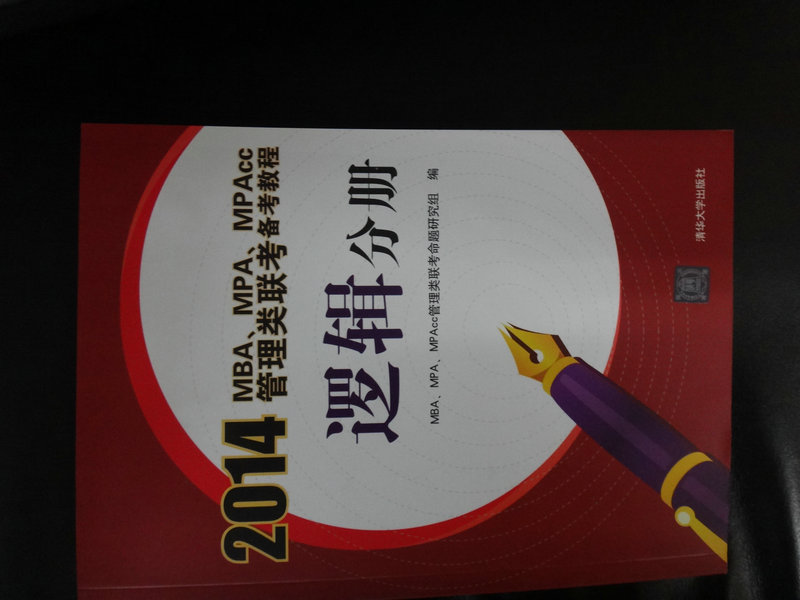 2014
MBA、MPA、MPAcc
管理类联考备考教程
逻辑分册
MBA、MPA、MPAcc管理类联考命题研究组 编
清华大学出版社